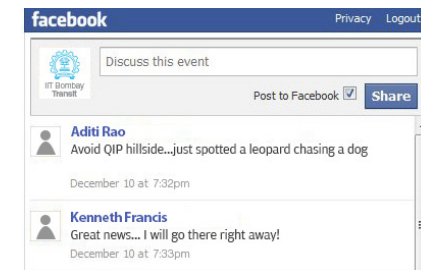 facebook
Privacy Logout
Discuss this event
IIT Bombay
Transit
Post to Facebook
Share
Aditi Rao
Avoid QIP hillside...just spotted a leopard chasing a dog
December 10 at 7:32pm
Kenneth Francis
Great news... I will go there right away!
December 10 at 7:33pm